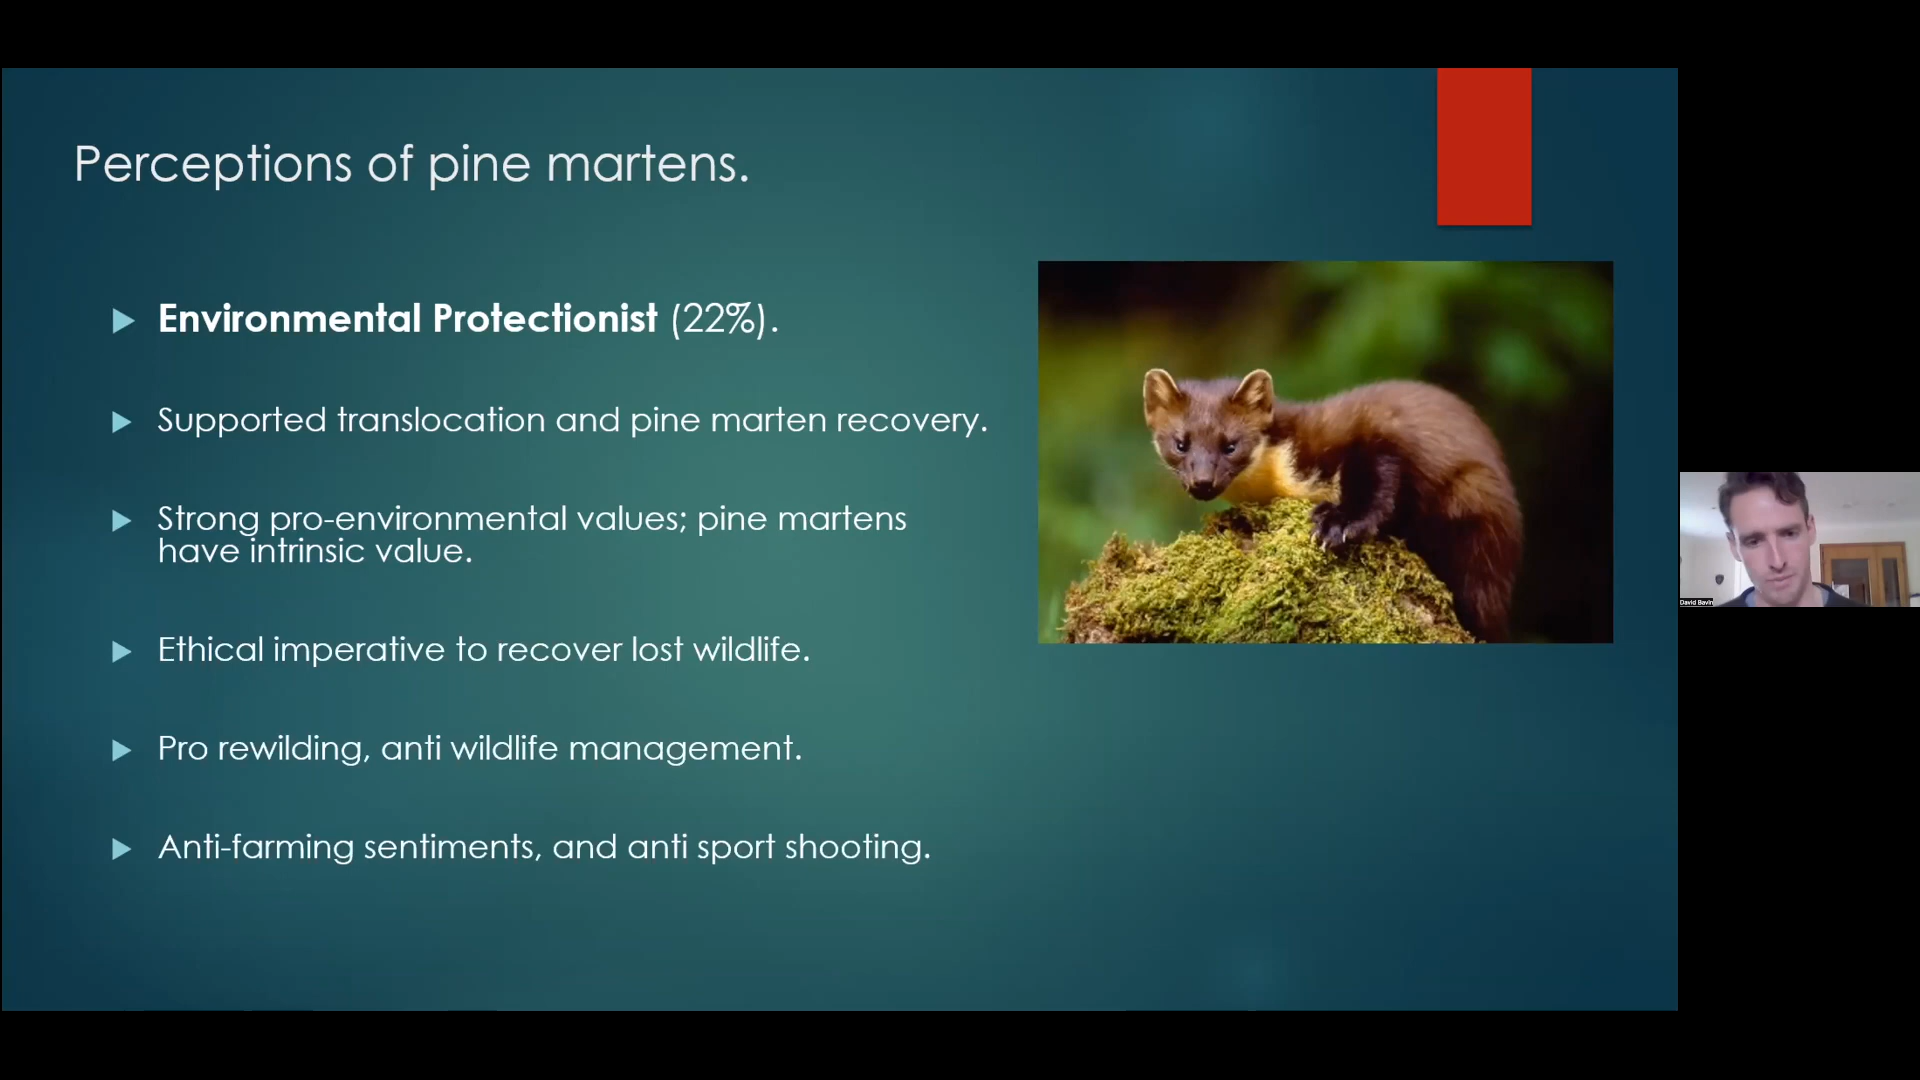 Perceptions of pine martens.
Environmental Protectionist (22%).
Supported translocation and pine marten recovery.
Strong pro-environmental values; pine martens
have intrinsic value.
Ethical imperative to recover lost wildlife.
Pro rewilding, anti wildlife management.
Anti-farming sentiments, and anti sport shooting.
David Bavin